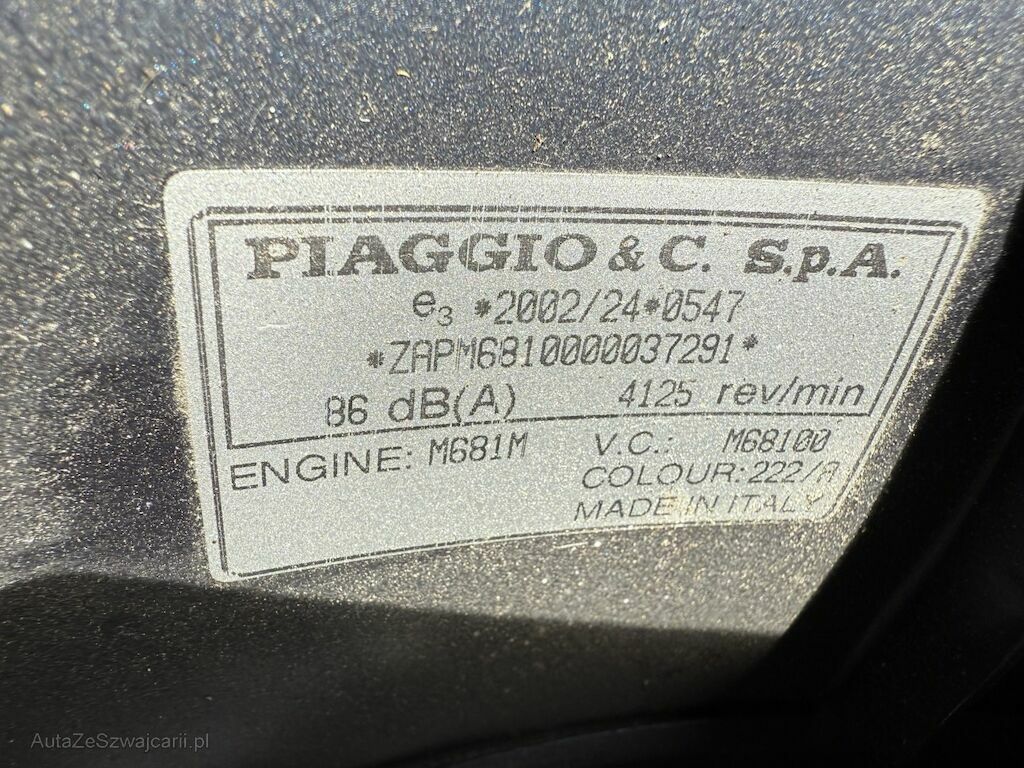 PIAGGIO & C. S.p.A.
e3 *2002/24*0547
*ZAPM6810000037291*
86 dB(A) 4125 rev/min
ENGINE: M681M V.C.: M68100
COLOUR: 222/A
MADE IN ITALY
AutaZeSzwajcarii.pl